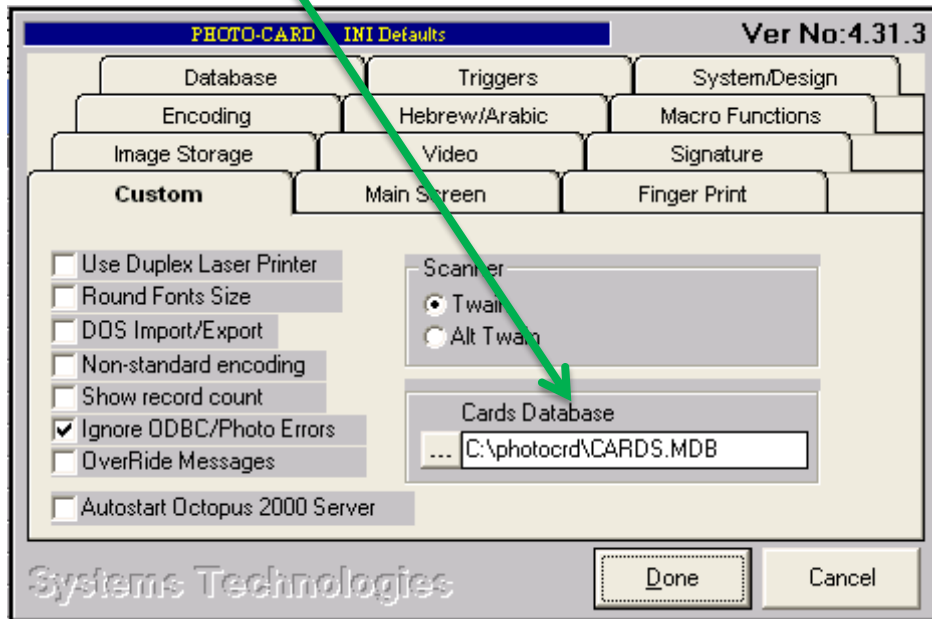 PHOTO-CARD INI Defaults
Ver No:4.31.3
Database Triggers System/Design
Encoding Hebrew/Arabic Macro Functions
Image Storage Video Signature
Custom Main Screen Finger Print
Use Duplex Laser Printer
Round Fonts Size
DOS Import/Export
Non-standard encoding
Show record count
Ignore ODBC/Photo Errors
OverRide Messages
Autostart Octopus 2000 Server
Scanner
Twain
Alt Twain
Cards Database
... C:\photocrd\CARDS.MDB
Systems Technologies
Done Cancel